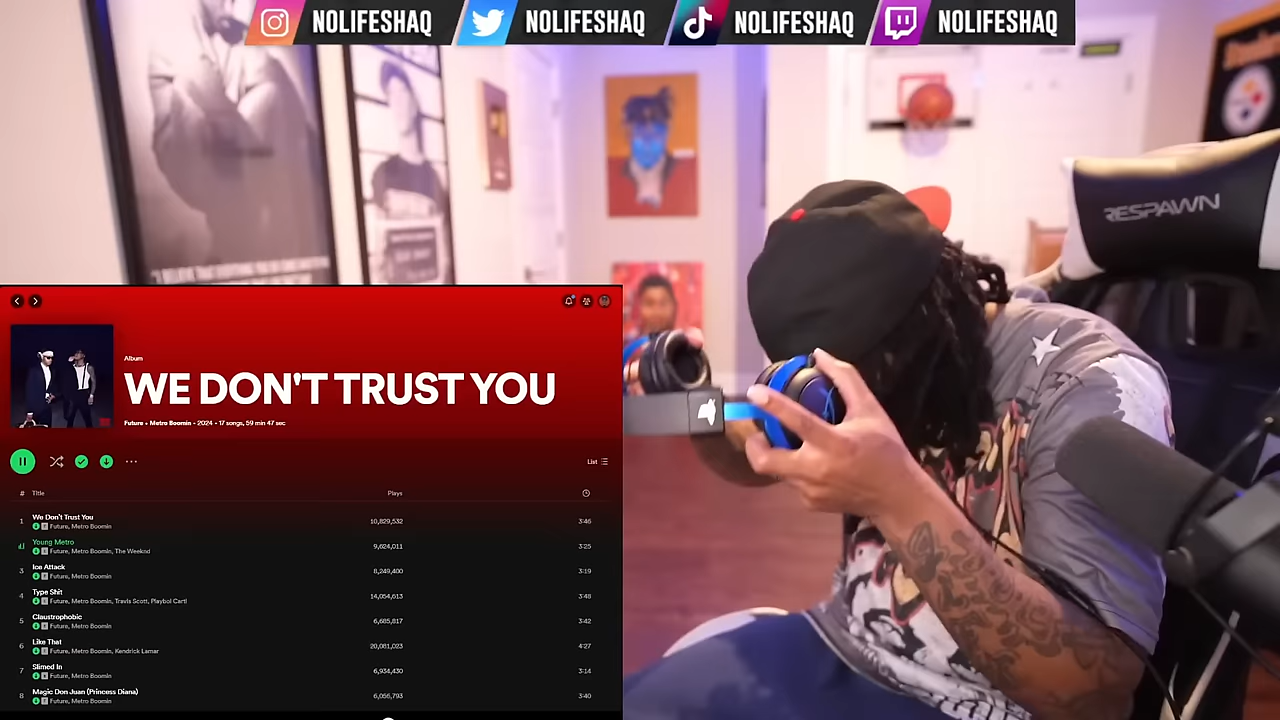 NOLIFESHAQ
NOLIFESHAQ
NOLIFESHAQ
NOLIFESHAQ
RESPAWN
Album
WE DON'T TRUST YOU
Future • Metro Boomin • 2024 • 17 songs, 59 min 47 sec
List
# Title Plays
1 We Don't Trust You 10,829,532 3:46
E Future, Metro Boomin
Young Metro 9,624,011 3:25
E Future, Metro Boomin, The Weeknd
3 Ice Attack 8,249,400 3:19
E Future, Metro Boomin
4 Type Shit 14,054,613 3:48
E Future, Metro Boomin, Travis Scott, Playboi Carti
5 Claustrophobic 6,685,817 3:42
E Future, Metro Boomin
6 Like That 20,081,023 4:27
E Future, Metro Boomin, Kendrick Lamar
7 Slimed In 6,934,430 3:14
E Future, Metro Boomin
8 Magic Don Juan (Princess Diana) 6,056,793 3:40
E Future, Metro Boomin